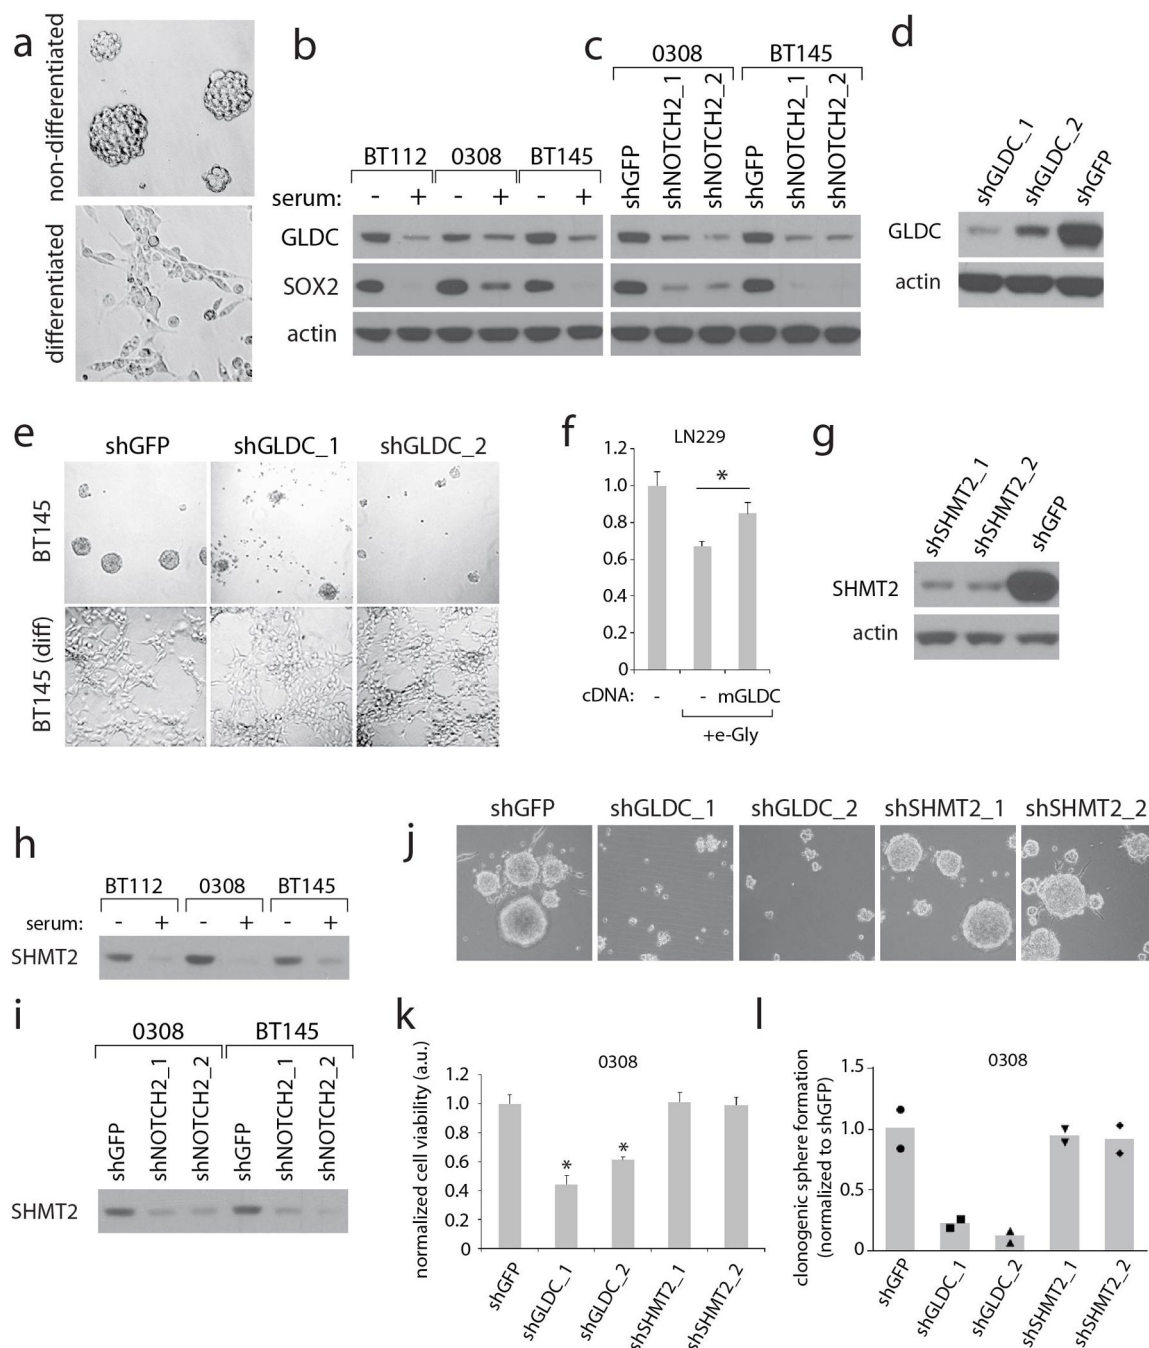 a
non-differentiated
differentiated
b
BT112 0308 BT145
serum: - + - + - +
GLDC
SOX2
actin
c
0308 BT145
shGFP shNOTCH2_1 shNOTCH2_2 shGFP shNOTCH2_1 shNOTCH2_2
d
shGLDC_1 shGLDC_2 shGFP
GLDC
actin
e
shGFP shGLDC_1 shGLDC_2
BT145
BT145 (diff)
f
LN229
1.2
1.0
0.8
0.6
0.4
0.2
0
*
cDNA: - - mGLDC
+e-Gly
g
shSHMT2_1 shSHMT2_2 shGFP
SHMT2
actin
h
BT112 0308 BT145
serum: - + - + - +
SHMT2
i
0308 BT145
shGFP shNOTCH2_1 shNOTCH2_2 shGFP shNOTCH2_1 shNOTCH2_2
SHMT2
j
shGFP shGLDC_1 shGLDC_2 shSHMT2_1 shSHMT2_2
k
0308
normalized cell viability (a.u.)
1.2
1.0
0.8
0.6
0.4
0.2
0
* *
shGFP shGLDC_1 shGLDC_2 shSHMT2_1 shSHMT2_2
l
0308
clonogenic sphere formation
(normalized to shGFP)
1.5
1.0
0.5
0
shGFP shGLDC_1 shGLDC_2 shSHMT2_1 shSHMT2_2